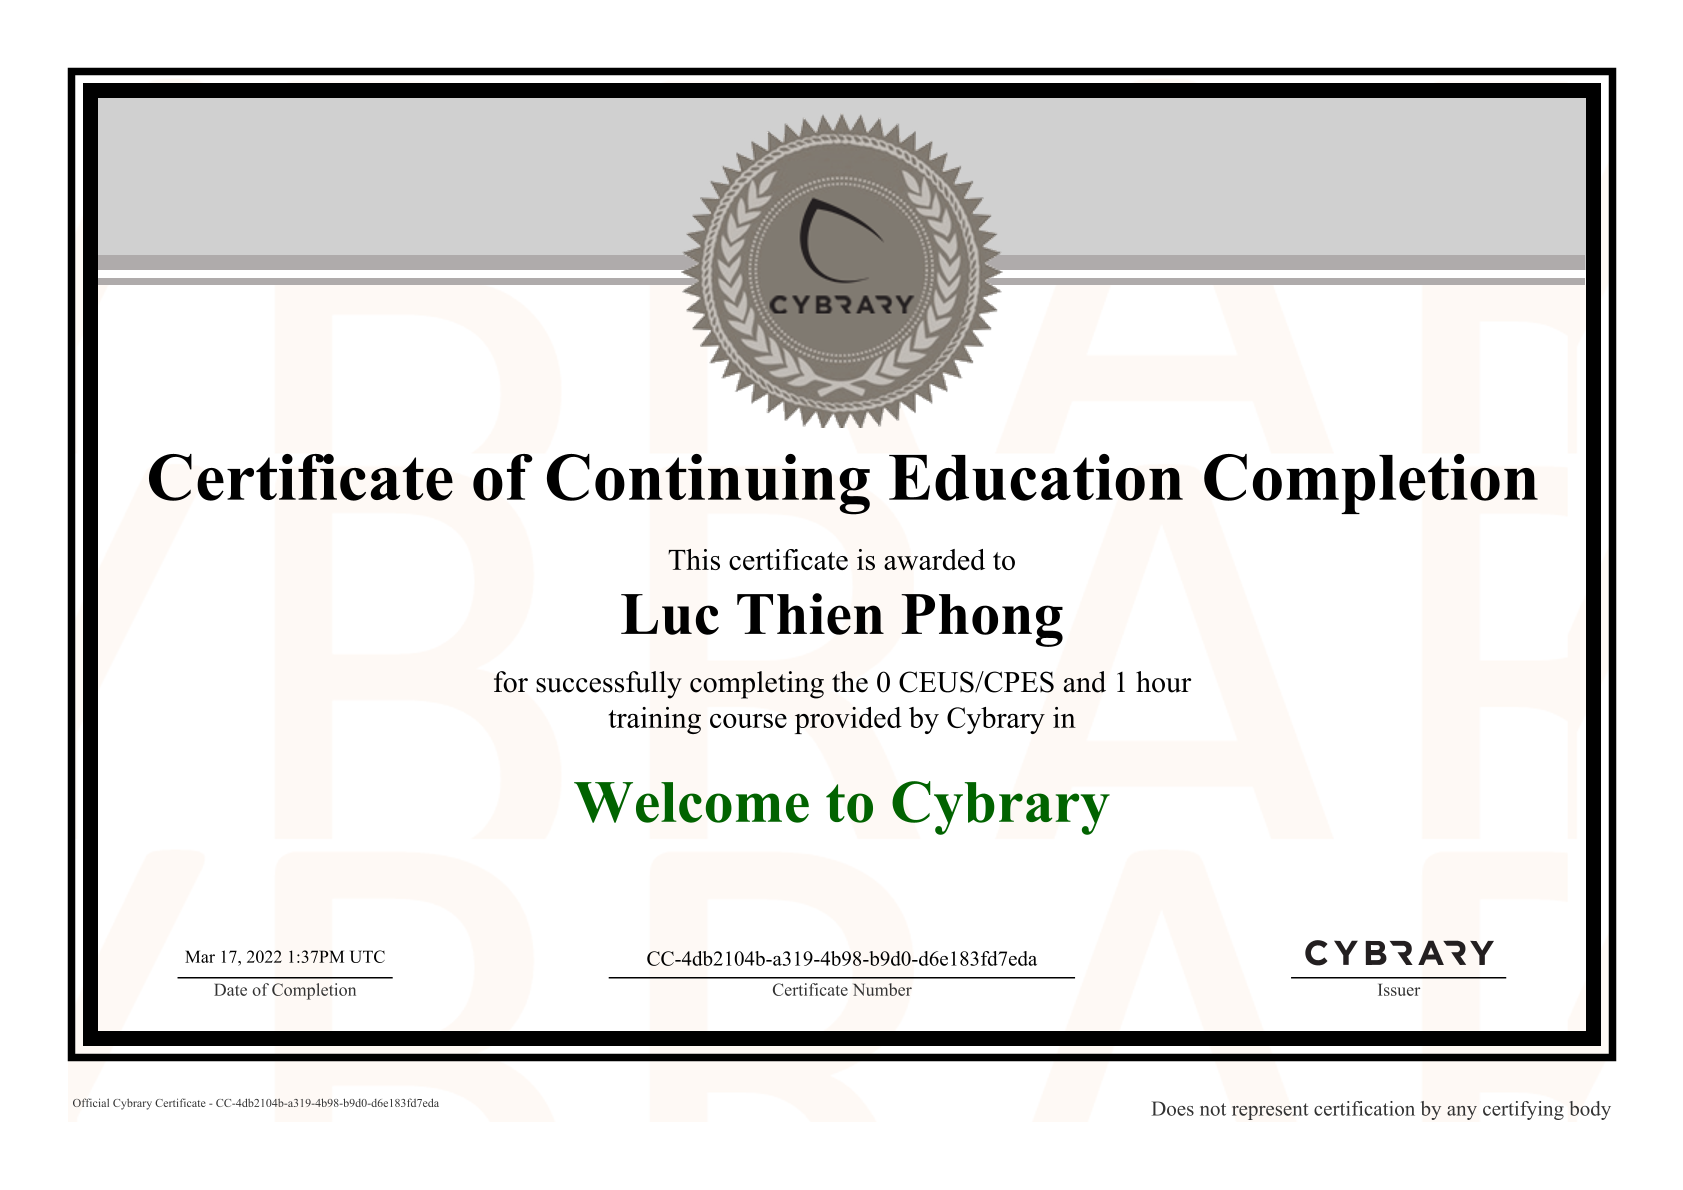 CYBRARY
Certificate of Continuing Education Completion
This certificate is awarded to
Luc Thien Phong
for successfully completing the 0 CEUS/CPES and 1 hour
training course provided by Cybrary in
Welcome to Cybrary
Mar 17, 2022 1:37PM UTC
Date of Completion
CC-4db2104b-a319-4b98-b9d0-d6e183fd7eda
Certificate Number
CYBRARY
Issuer
Official Cybrary Certificate - CC-4db2104b-a319-4b98-b9d0-d6e183fd7eda
Does not represent certification by any certifying body